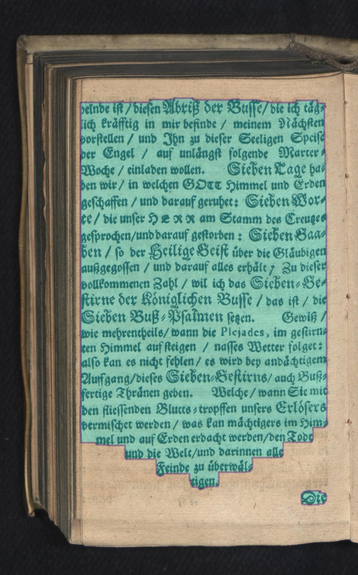 delnde ist / diesen Abriß der Busse / die ich täg⸗
lich kräfftig in mir befinde / meinem Nächsten
vorstellen / und Ihn zu dieser Seeligen Speise
der Engel / auf unlängst folgende Marter⸗
Woche / einladen wollen. Sieben Tage ha⸗
den wir / in welchen GOTT Himmel und Erden
geschaffen / und darauf geruhet: Sieben Wor⸗
te / die unser HERR am Stamm des Creutzes
gesprochen / und darauf gestorben: Sieben Gaa⸗
ben / so der Heilige Geist über die Gläubigen
außgegossen / und darauf alles erhält / Zu dieser
vollkommenen Zahl / wil ich das Sieben⸗Ge⸗
stirne der Königlichen Busse / das ist / die
Sieben Buß⸗Psalmen setzen. Gewiß /
wie mehrentheils / wann die Plejades, im gestirn⸗
ten Himmel aufsteigen / nasses Wetter folget:
also kan es nicht fehlen / es wird bey andächtigem
Auffgang / dieses Sieben⸗Gestirns / auch Buß⸗
fertige Thränen geben. Welche / wann Sie mit
den fliessenden Bluts⸗tropffen unsers Erlösers
vermischet werden / was kan mächtigers im Him⸗
mel und auf Erden erdacht werden / den Tode
und die Welt / und darinnen alle
Feinde zu überwäl⸗
tigen.
Die